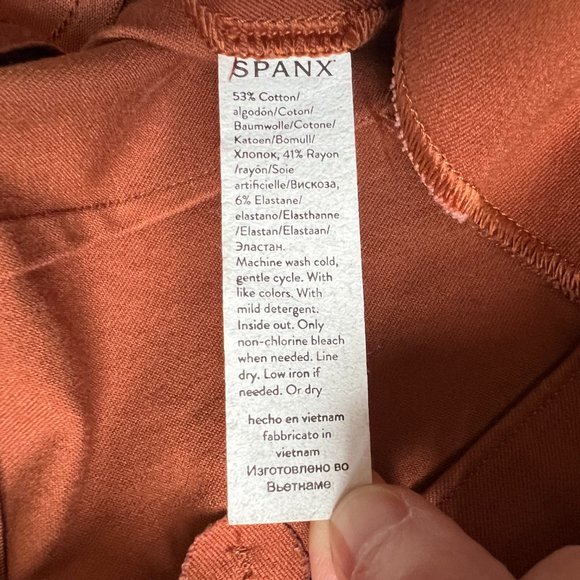 SPANX
53% Cotton/
algodón/Coton/
Baumwolle/Cotone/
Katoen/Bomull/
Хлопок, 41% Rayon
/rayón/Soie
artificielle/Вискоза,
6% Elastane/
elastano/Elasthanne
/Elastan/Elastaan/
Эластан.
Machine wash cold,
gentle cycle. With
like colors. With
mild detergent.
Inside out. Only
non-chlorine bleach
when needed. Line
dry. Low iron if
needed. Or dry
hecho en vietnam
fabbricato in
vietnam
Изготовлено во
Вьетнаме